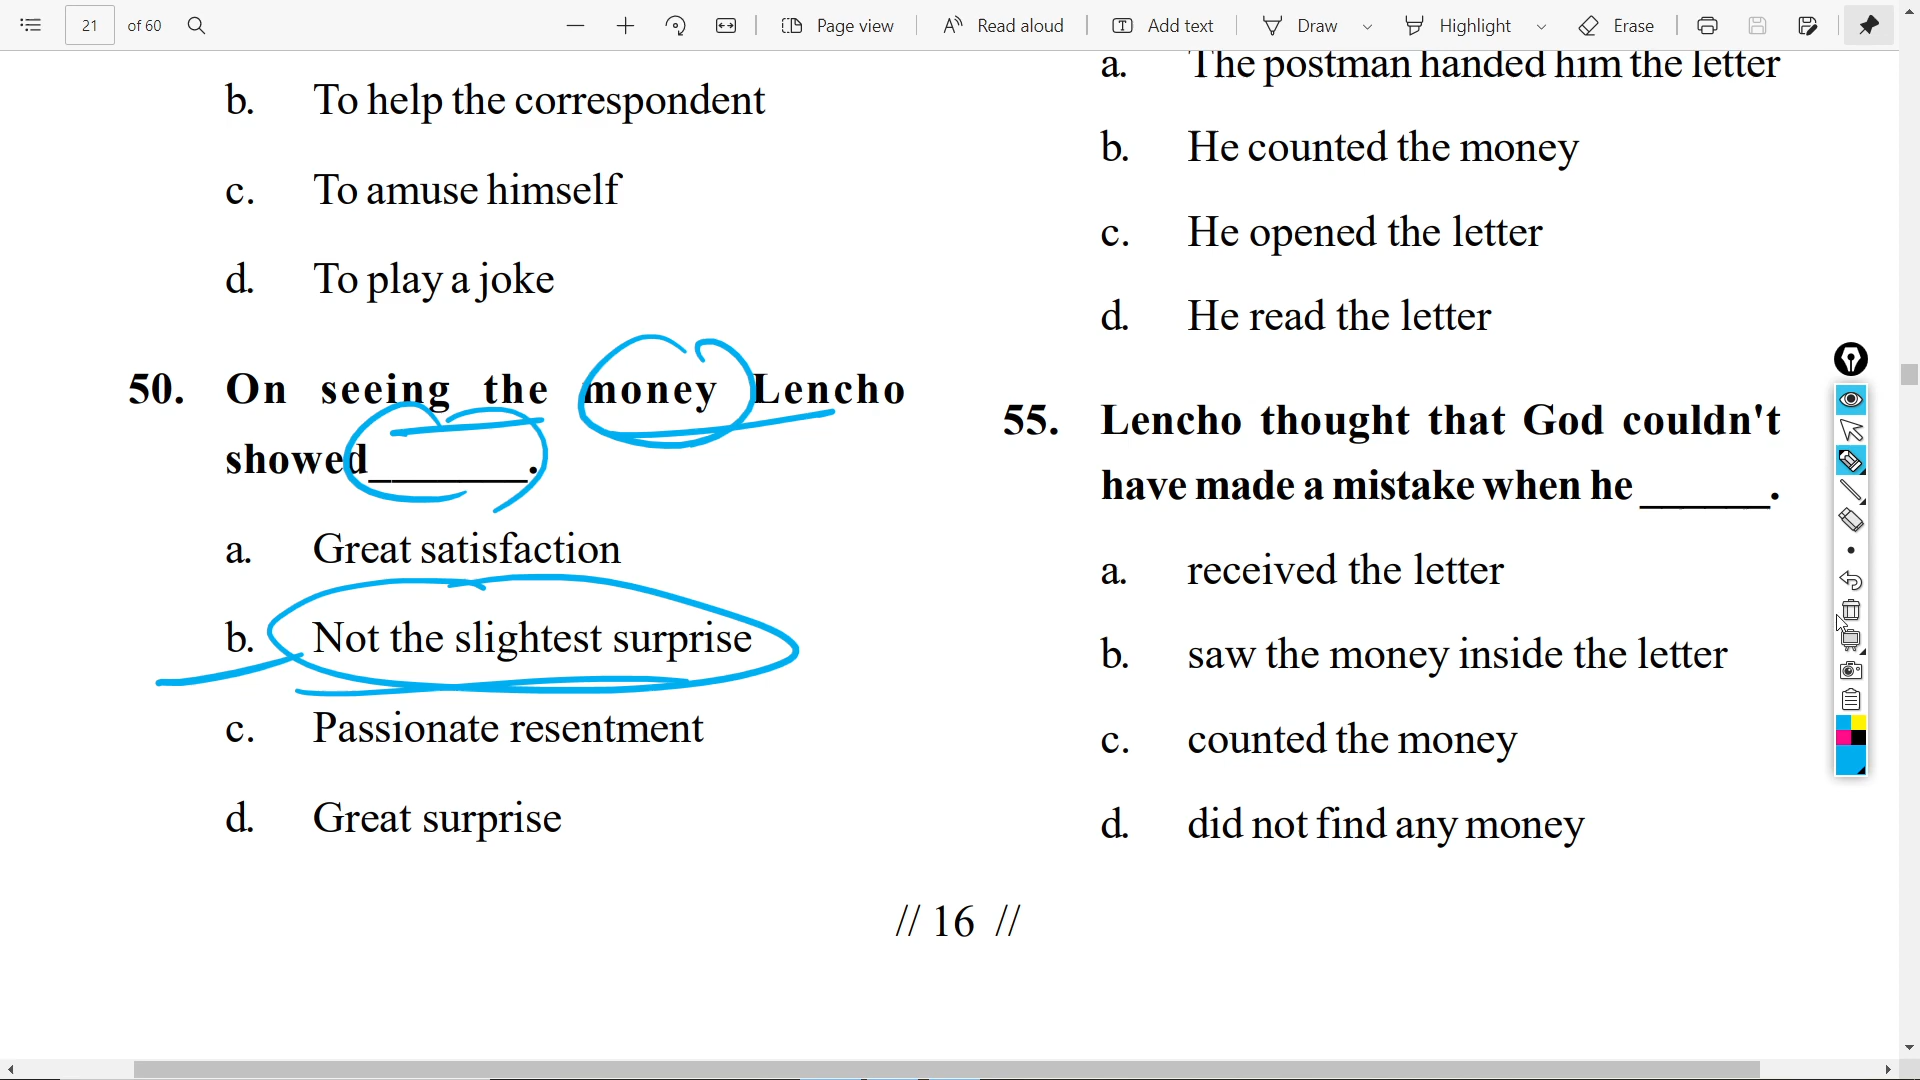 21 of 60 Page view Read aloud Add text Draw Highlight Erase
b. To help the correspondent
c. To amuse himself
d. To play a joke
50. On seeing the money Lencho
showed_______.
a. Great satisfaction
b. Not the slightest surprise
c. Passionate resentment
d. Great surprise
a. The postman handed him the letter
b. He counted the money
c. He opened the letter
d. He read the letter
55. Lencho thought that God couldn't
have made a mistake when he ______.
a. received the letter
b. saw the money inside the letter
c. counted the money
d. did not find any money
// 16 //